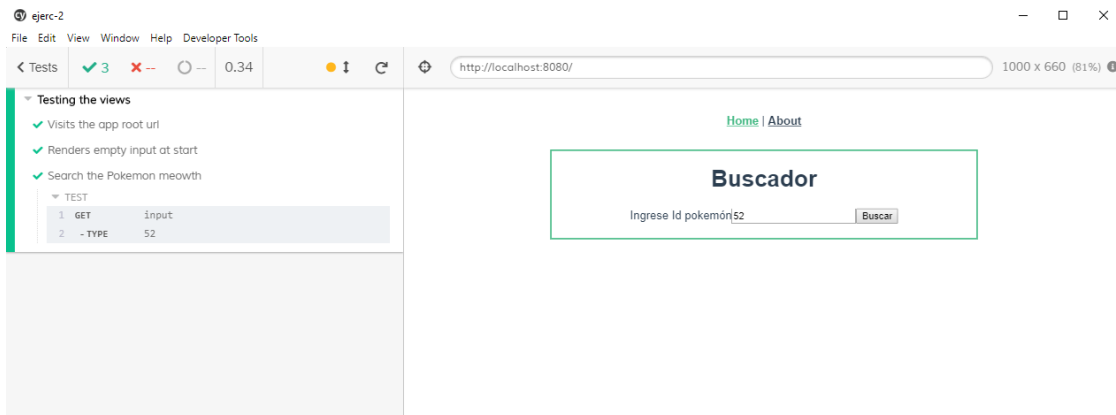 cy ejerc-2
File Edit View Window Help Developer Tools
Tests 3 -- -- 0.34
http://localhost:8080/ 1000 x 660 (81%)
Testing the views
Visits the app root url
Renders empty input at start
Search the Pokemon meowth
TEST
1 GET input
2 - TYPE 52
Home | About
Buscador
Ingrese Id pokemón 52 Buscar